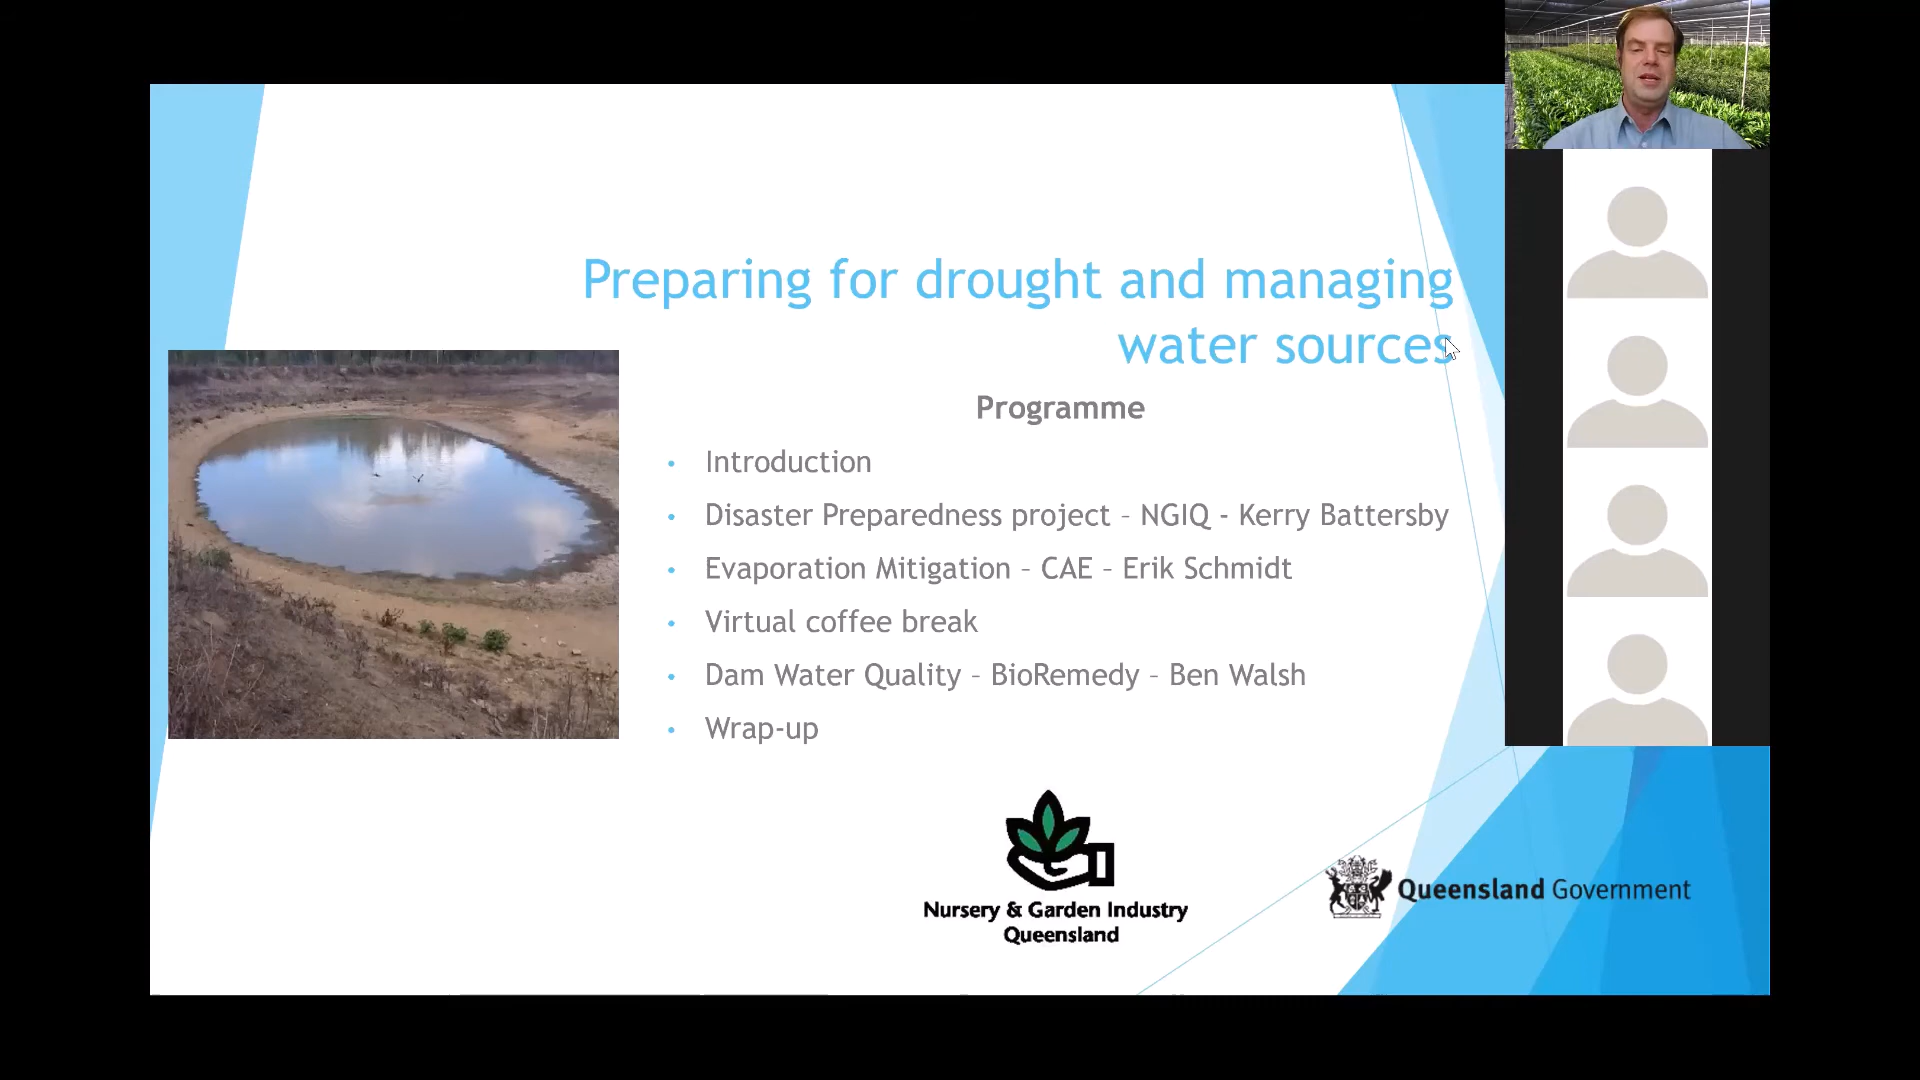 Preparing for drought and managing
water sources
Programme
• Introduction
• Disaster Preparedness project – NGIQ - Kerry Battersby
• Evaporation Mitigation – CAE – Erik Schmidt
• Virtual coffee break
• Dam Water Quality – BioRemedy – Ben Walsh
• Wrap-up
Nursery & Garden Industry
Queensland
Queensland Government